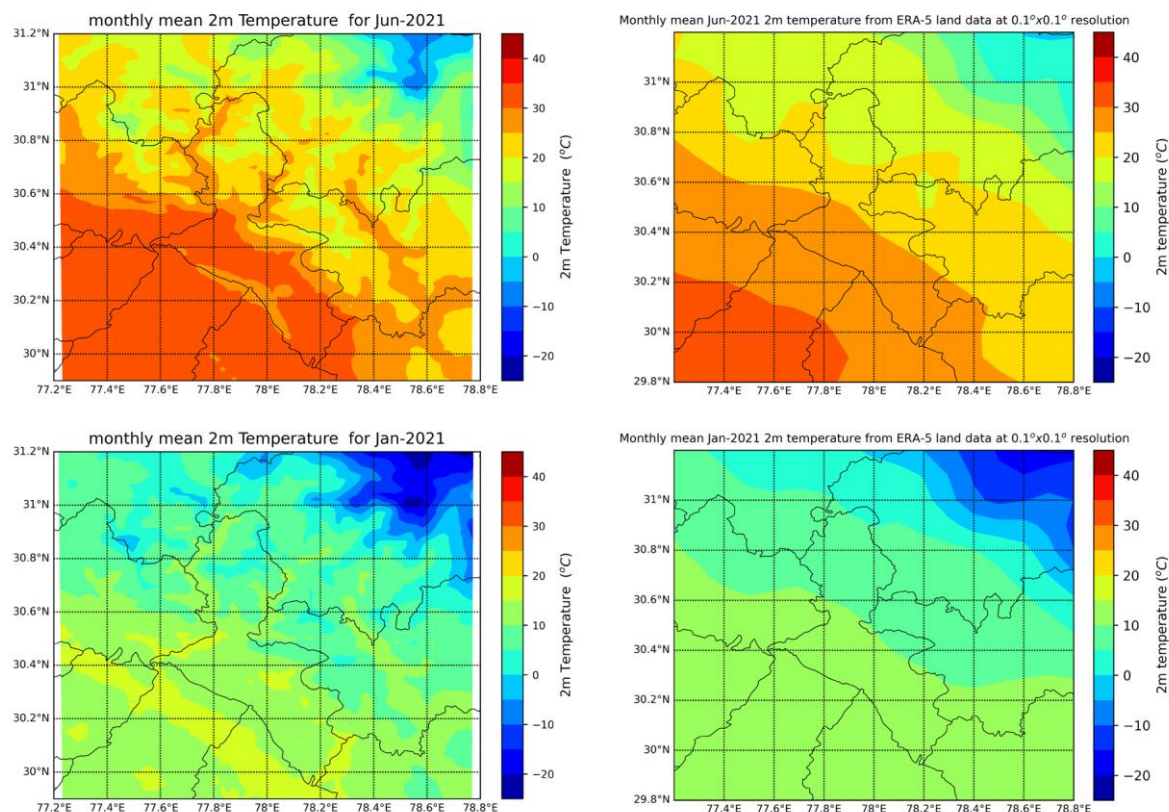 monthly mean 2m Temperature  for Jun-2021
31.2°N
31°N
30.8°N
30.6°N
30.4°N
30.2°N
30°N
77.2°E
77.4°E
77.6°E
77.8°E
78°E
78.2°E
78.4°E
78.6°E
78.8°E
40
30
20
10
0
−10
−20
2m Temperature (°C)
Monthly mean Jun-2021 2m temperature from ERA-5 land data at 0.1°x0.1° resolution
31°N
30.8°N
30.6°N
30.4°N
30.2°N
30°N
29.8°N
77.4°E
77.6°E
77.8°E
78°E
78.2°E
78.4°E
78.6°E
78.8°E
40
30
20
10
0
−10
−20
2m temperature (°C)
monthly mean 2m Temperature  for Jan-2021
31.2°N
31°N
30.8°N
30.6°N
30.4°N
30.2°N
30°N
77.2°E
77.4°E
77.6°E
77.8°E
78°E
78.2°E
78.4°E
78.6°E
78.8°E
40
30
20
10
0
−10
−20
2m Temperature (°C)
Monthly mean Jan-2021 2m temperature from ERA-5 land data at 0.1°x0.1° resolution
31°N
30.8°N
30.6°N
30.4°N
30.2°N
30°N
29.8°N
77.4°E
77.6°E
77.8°E
78°E
78.2°E
78.4°E
78.6°E
78.8°E
40
30
20
10
0
−10
−20
2m temperature (°C)